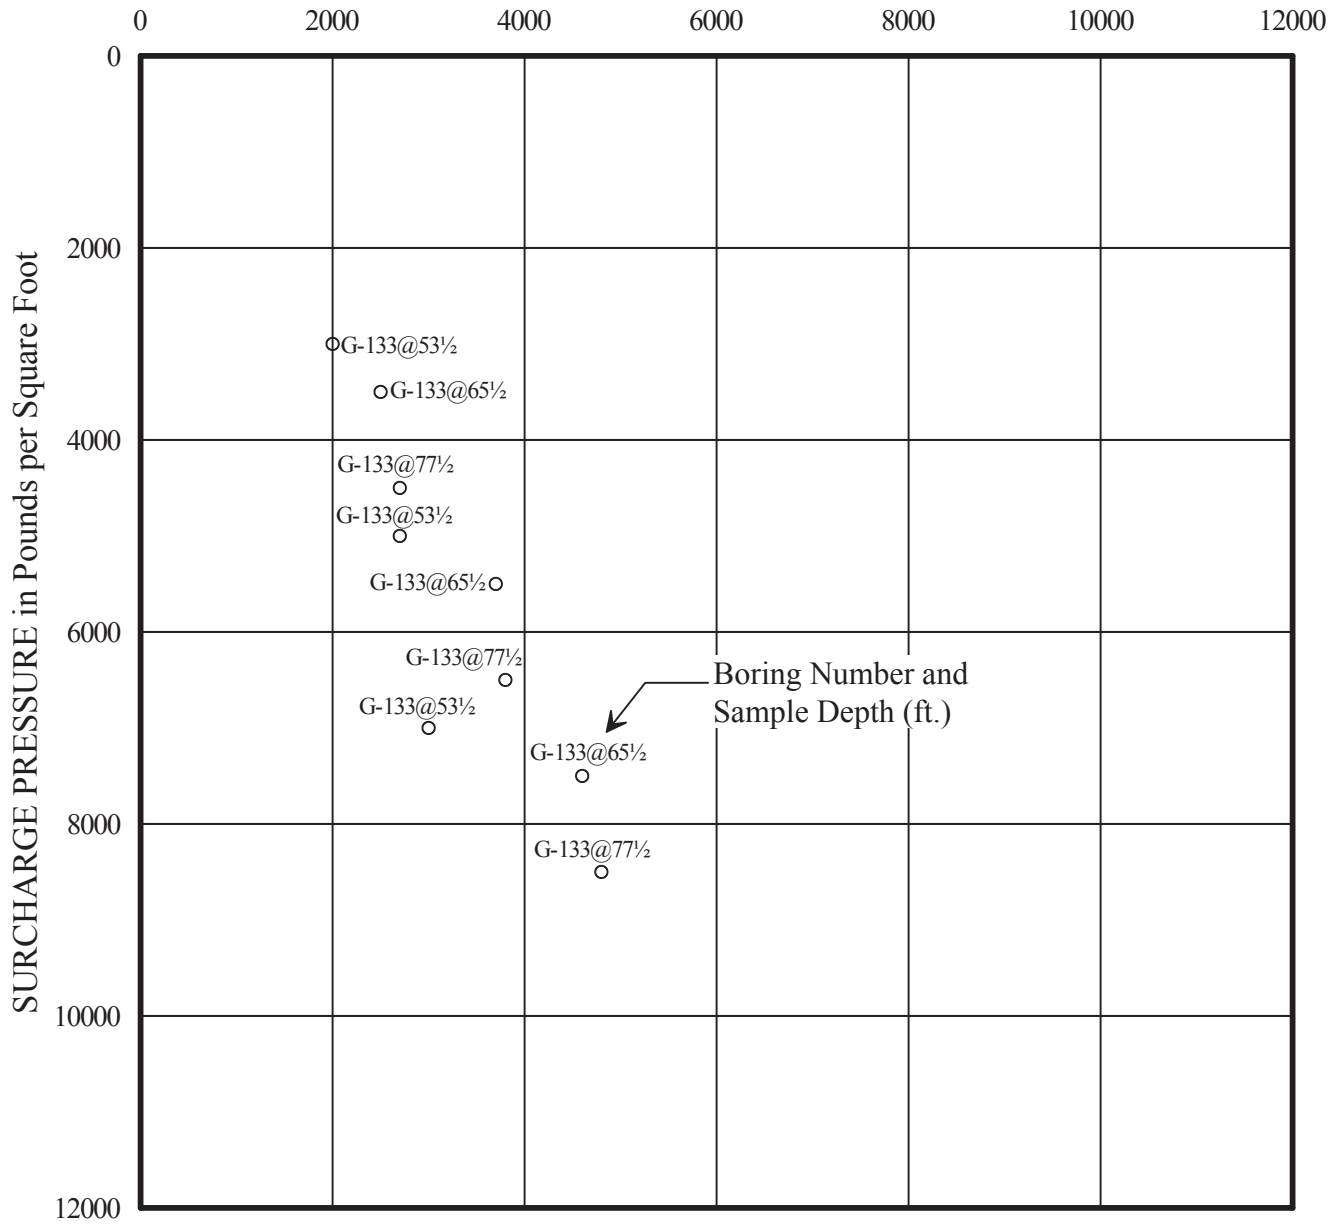 0 2000 4000 6000 8000 10000 12000
0
2000
G-133@53½
G-133@65½
4000
G-133@77½
G-133@53½
G-133@65½
6000
G-133@77½
Boring Number and
Sample Depth (ft.)
G-133@53½
G-133@65½
8000
G-133@77½
10000
12000
SURCHARGE PRESSURE in Pounds per Square Foot